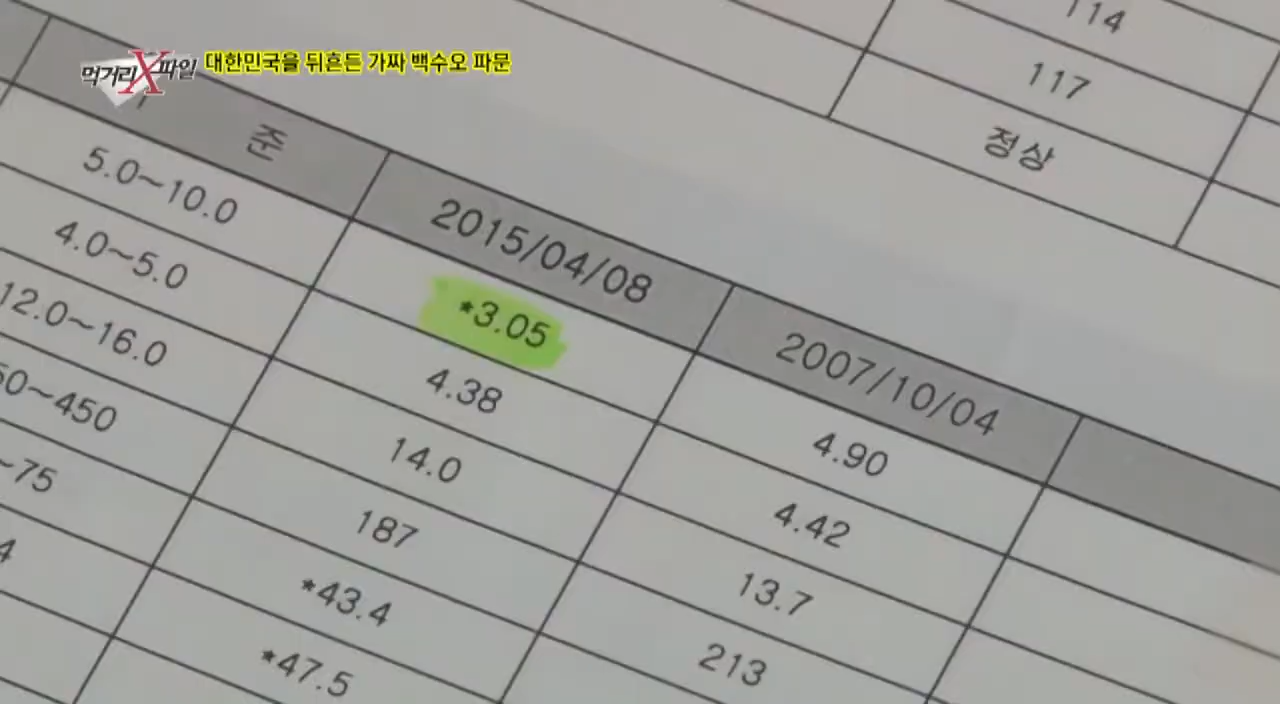 먹거리X파일 대한민국을 뒤흔든 가짜 백수오 파문
114
117
정상
준 2015/04/08 2007/10/04
5.0~10.0 *3.05 4.90
4.0~5.0 4.38 4.42
12.0~16.0 14.0 13.7
50~450 187 213
~75 *43.4
4 *47.5